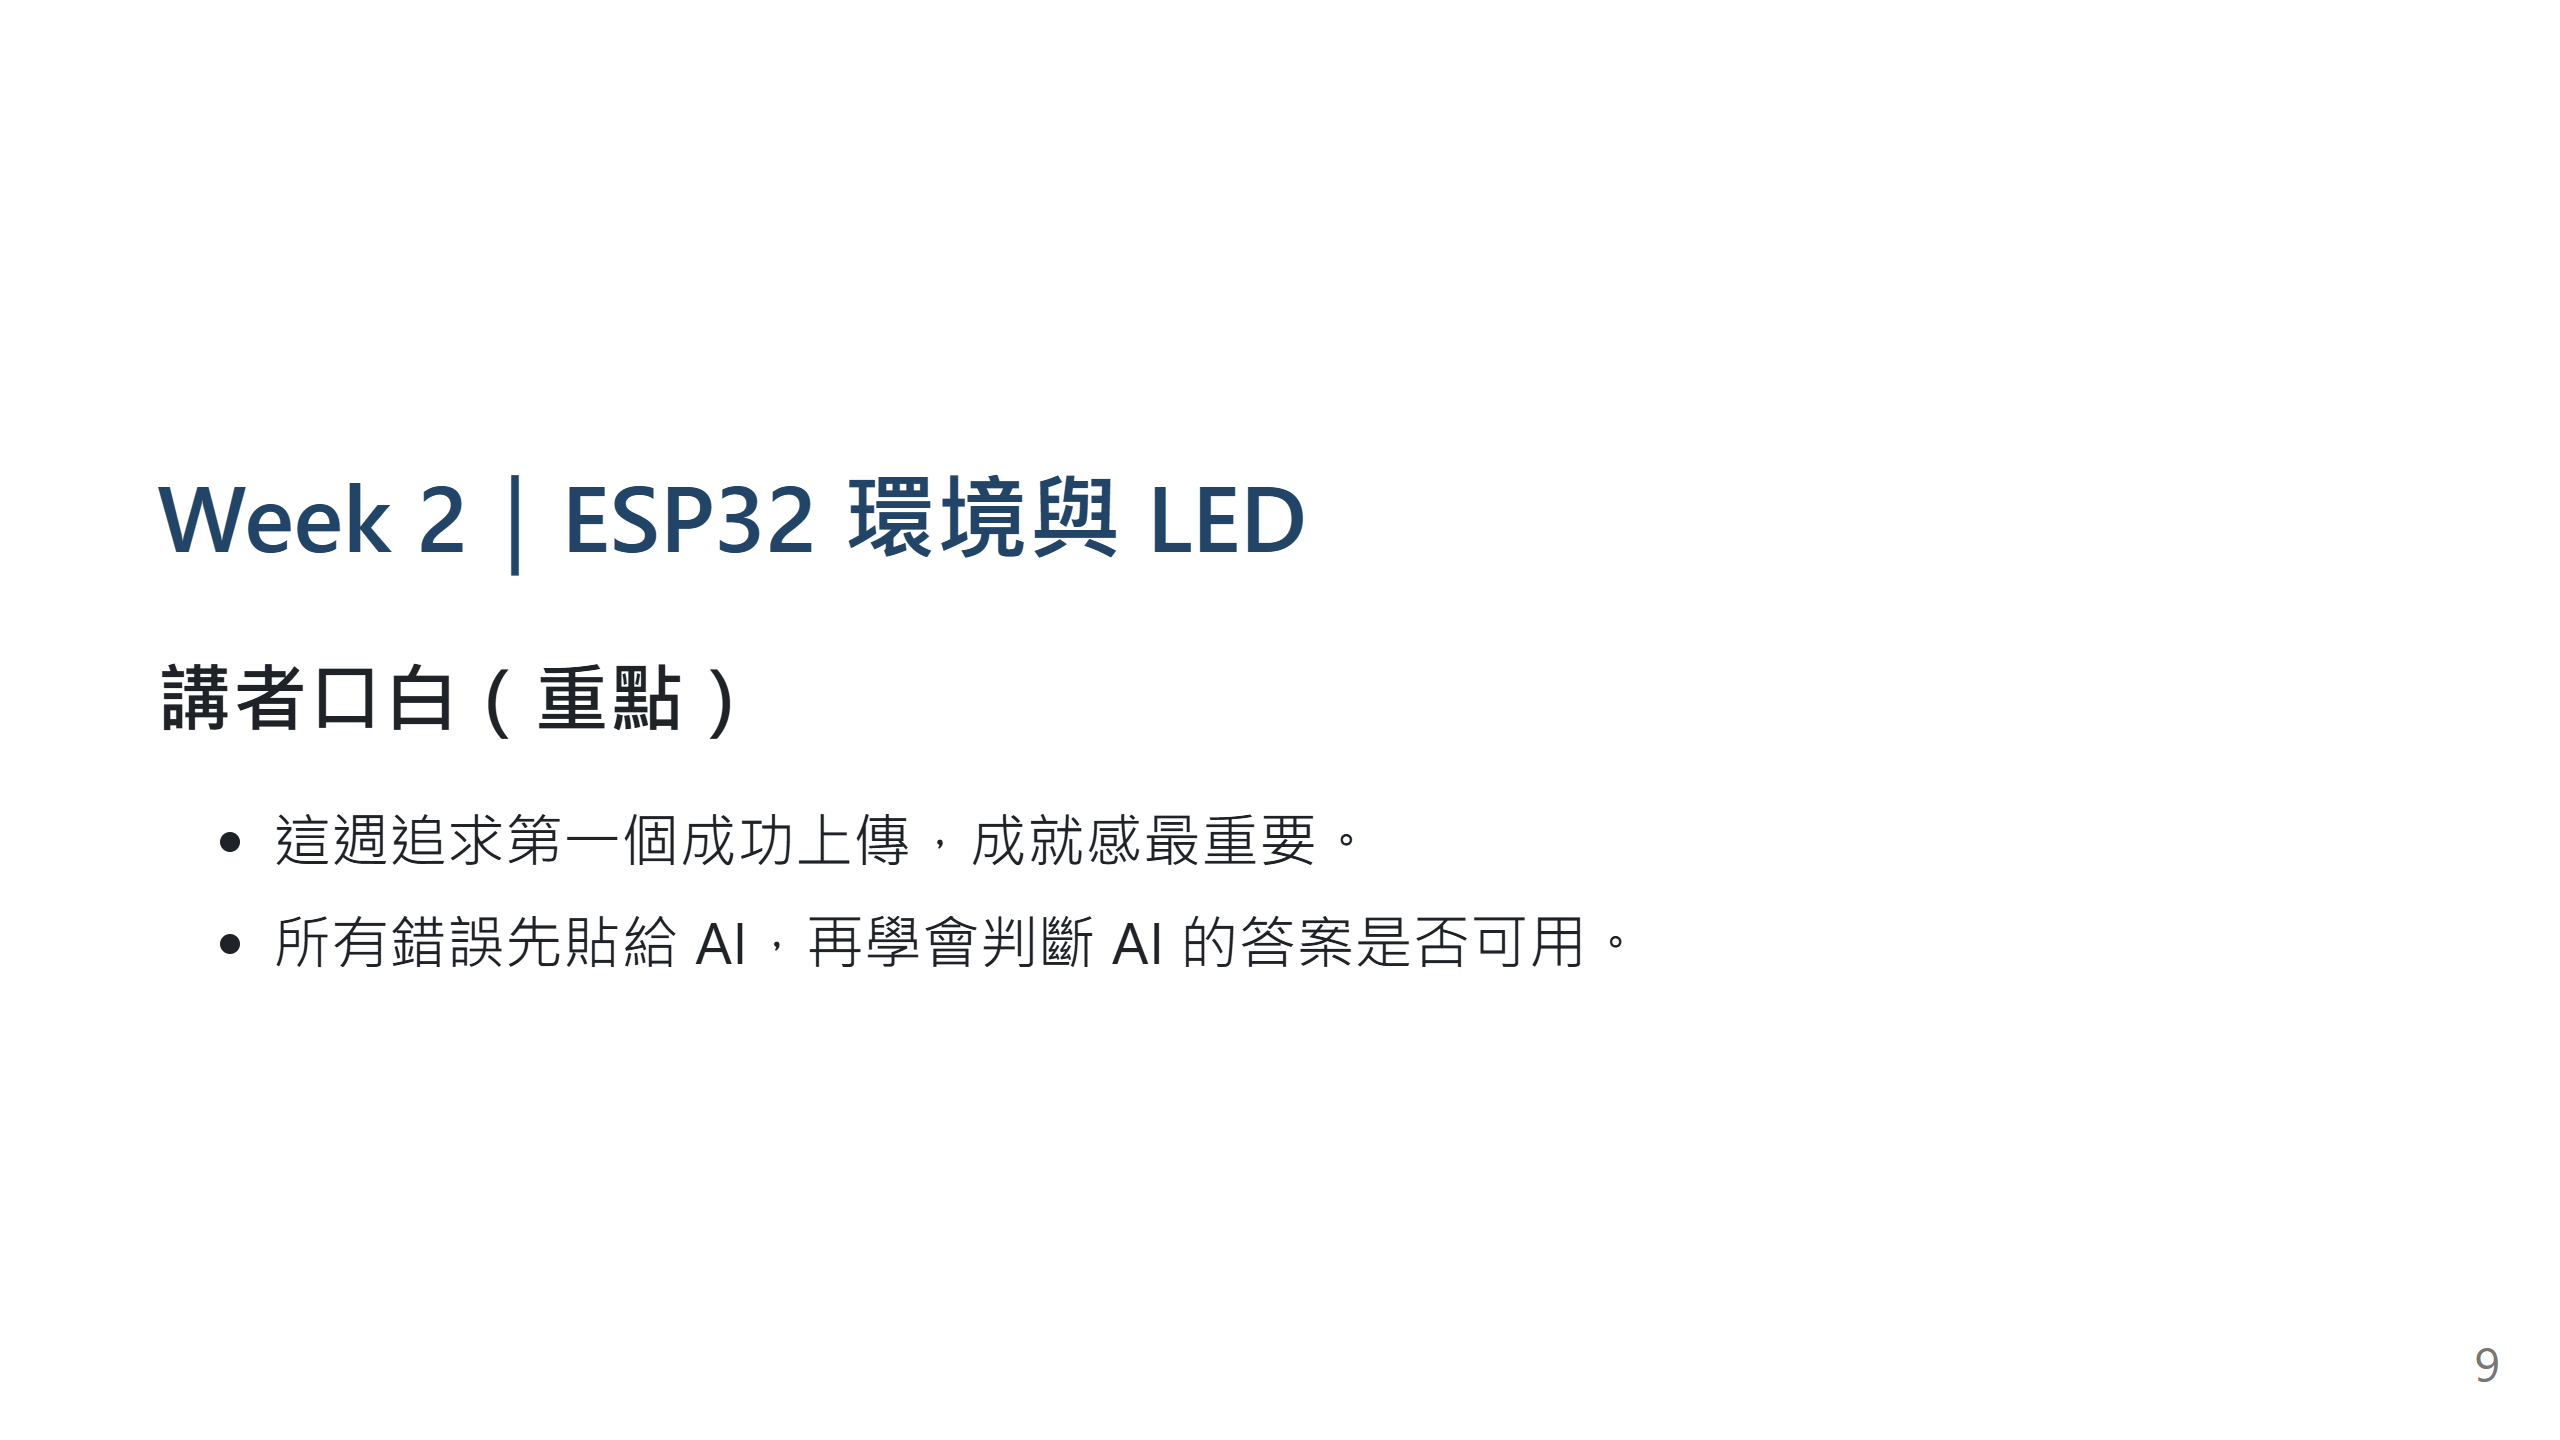 Week 2｜ESP32 環境與 LED
講者口白（重點）
• 這週追求第一個成功上傳，成就感最重要。
• 所有錯誤先貼給 AI，再學會判斷 AI 的答案是否可用。
9